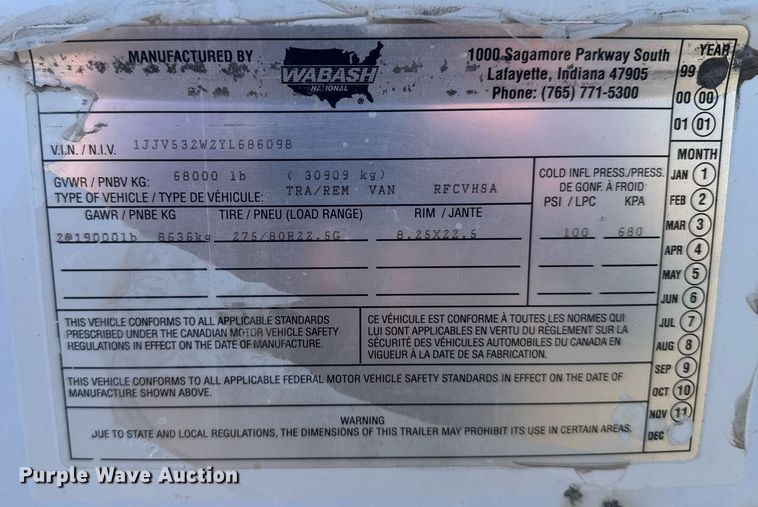 MANUFACTURED BY
WABASH
NATIONAL
®
1000 Sagamore Parkway South
Lafayette, Indiana 47905
Phone: (765) 771-5300
YEAR
99
00 00
01 01
V.I.N. / N.I.V. 1JJV532W2YL686098
GVWR / PNBV KG: 68000 lb ( 30909 kg)
TYPE OF VEHICLE / TYPE DE VÉHICULE: TRA/REM VAN RFCVHSA
COLD INFL PRESS./PRESS.
DE GONF. À FROID
PSI / LPC KPA
GAWR / PNBE KG TIRE / PNEU (LOAD RANGE) RIM / JANTE
2@19000lb 8636kg 275/80R22.5G 8.25X22.5 100 680
MONTH
JAN 1
FEB 2
MAR 3
APR 4
MAY 5
JUN 6
JUL 7
AUG 8
SEP 9
OCT 10
NOV 11
DEC
THIS VEHICLE CONFORMS TO ALL APPLICABLE STANDARDS
PRESCRIBED UNDER THE CANADIAN MOTOR VEHICLE SAFETY
REGULATIONS IN EFFECT ON THE DATE OF MANUFACTURE.
CE VÉHICULE EST CONFORME À TOUTES LES NORMES QUI
LUI SONT APPLICABLES EN VERTU DU RÈGLEMENT SUR LA
SÉCURITÉ DES VÉHICULES AUTOMOBILES DU CANADA EN
VIGUEUR À LA DATE DE SA FABRICATION.
THIS VEHICLE CONFORMS TO ALL APPLICABLE FEDERAL MOTOR VEHICLE SAFETY STANDARDS IN EFFECT ON THE DATE OF
MANUFACTURE SHOWN ABOVE.
WARNING
DUE TO STATE AND LOCAL REGULATIONS, THE DIMENSIONS OF THIS TRAILER MAY PROHIBIT ITS USE IN CERTAIN AREAS.
Purple Wave Auction